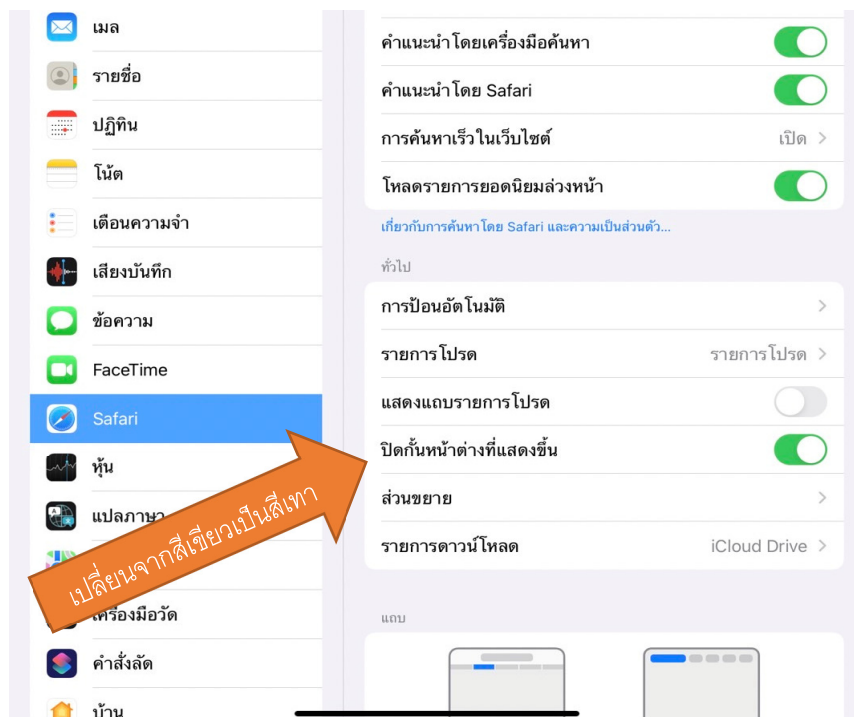 เมล
รายชื่อ
ปฏิทิน
โน้ต
เตือนความจำ
เสียงบันทึก
ข้อความ
FaceTime
Safari
หุ้น
แปลภาษา
เครื่องมือวัด
คำสั่งลัด
บ้าน
เปลี่ยนจากสีเขียวเป็นสีเทา
คำแนะนำโดยเครื่องมือค้นหา
คำแนะนำโดย Safari
การค้นหาเร็วในเว็บไซต์ เปิด >
โหลดรายการยอดนิยมล่วงหน้า
เกี่ยวกับการค้นหาโดย Safari และความเป็นส่วนตัว...
ทั่วไป
การป้อนอัตโนมัติ >
รายการโปรด รายการโปรด >
แสดงแถบรายการโปรด
ปิดกั้นหน้าต่างที่แสดงขึ้น
ส่วนขยาย >
รายการดาวน์โหลด iCloud Drive >
แถบ